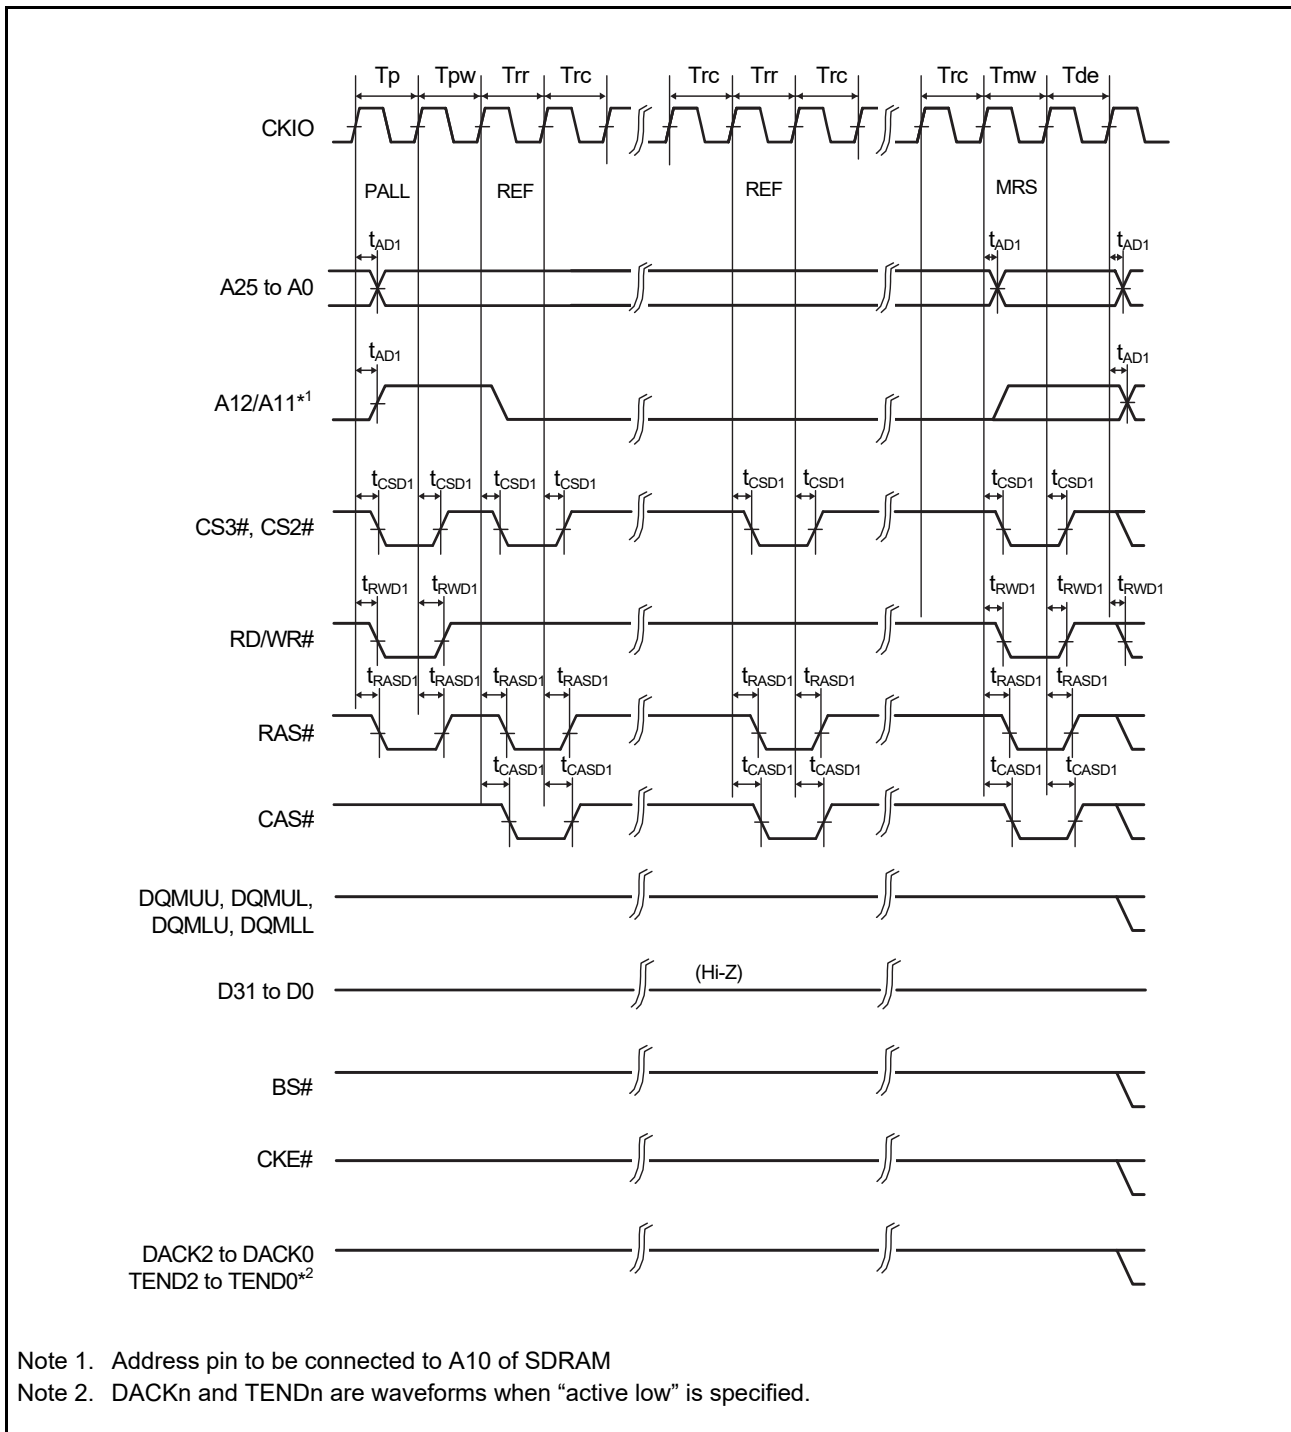 Tp Tpw Trr Trc Trc Trr Trc Trc Tmw Tde
CKIO
PALL REF REF MRS
tAD1 tAD1 tAD1
A25 to A0
tAD1 tAD1
A12/A11*1
tCSD1 tCSD1 tCSD1 tCSD1 tCSD1 tCSD1 tCSD1 tCSD1
CS3#, CS2#
tRWD1 tRWD1 tRWD1 tRWD1 tRWD1
RD/WR#
tRASD1 tRASD1 tRASD1 tRASD1 tRASD1 tRASD1 tRASD1 tRASD1
RAS#
tCASD1 tCASD1 tCASD1 tCASD1 tCASD1 tCASD1
CAS#
DQMUU, DQMUL,
DQMLU, DQMLL
(Hi-Z)
D31 to D0
BS#
CKE#
DACK2 to DACK0
TEND2 to TEND0*2
Note 1. Address pin to be connected to A10 of SDRAM
Note 2. DACKn and TENDn are waveforms when “active low” is specified.